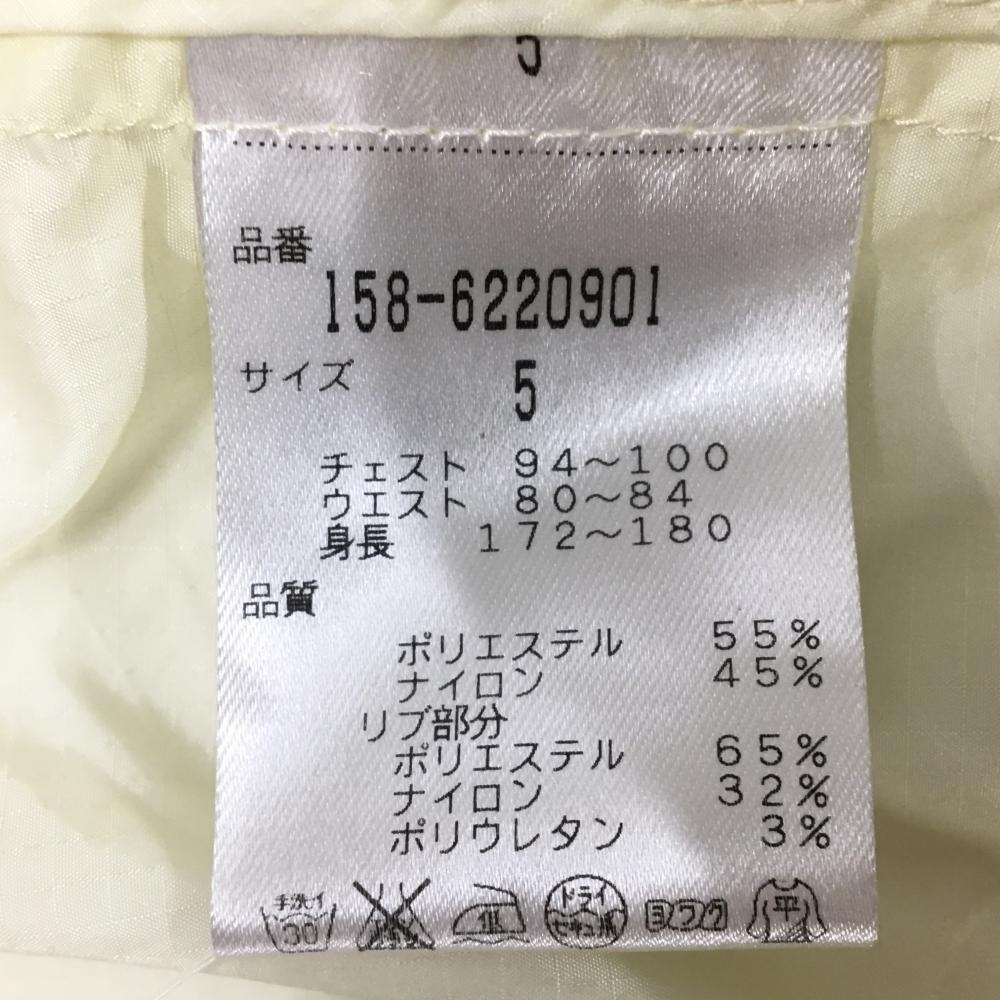 5
品番
158-6220901
サイズ 5
チェスト 94～100
ウエスト 80～84
身長 172～180
品質
ポリエステル 55%
ナイロン 45%
リブ部分
ポリエステル 65%
ナイロン 32%
ポリウレタン 3%
手洗イ 30 低 ドライ セキユ系 ヨワク 平